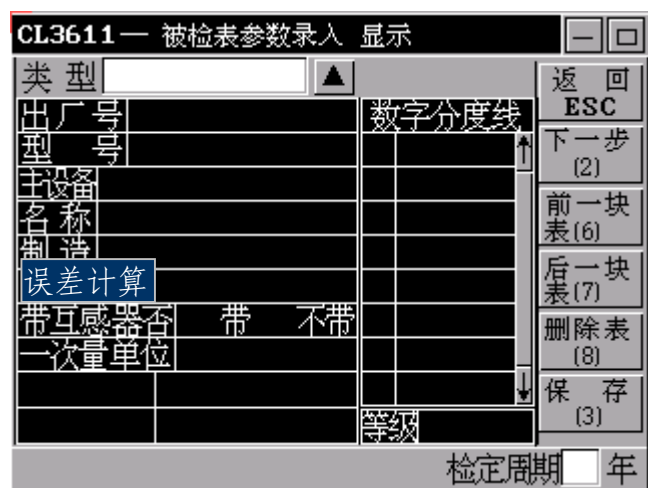 CL3611— 被检表参数录入 显示
类 型
出厂号
型 号
主设备
名 称
制 造
误差计算
带互感器否 带 不带
一次量单位
数字分度线
等级
返 回
ESC
下一步
(2)
前一块
表(6)
后一块
表(7)
删除表
(8)
保 存
(3)
检定周期 年